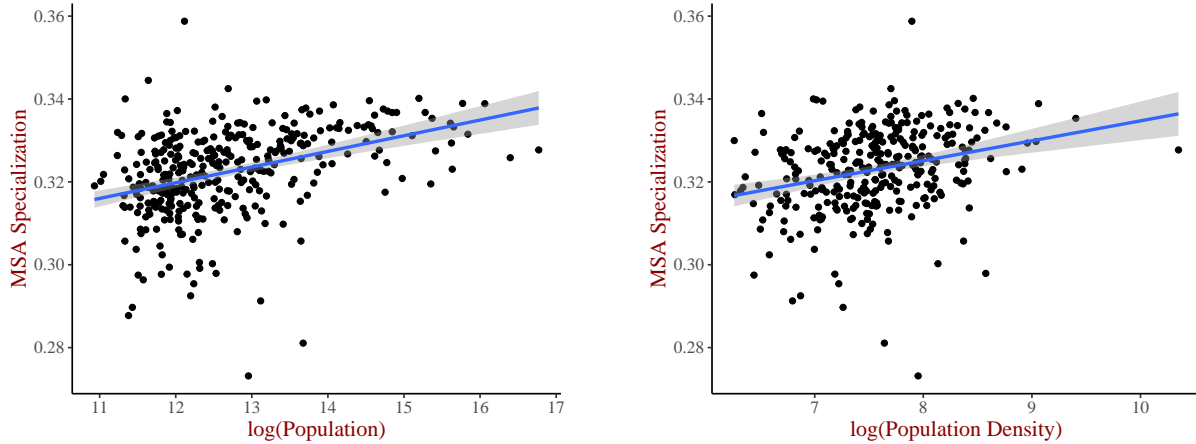 0.36
0.34
0.32
0.30
0.28
MSA Specialization
11 12 13 14 15 16 17
log(Population)
0.36
0.34
0.32
0.30
0.28
MSA Specialization
7 8 9 10
log(Population Density)